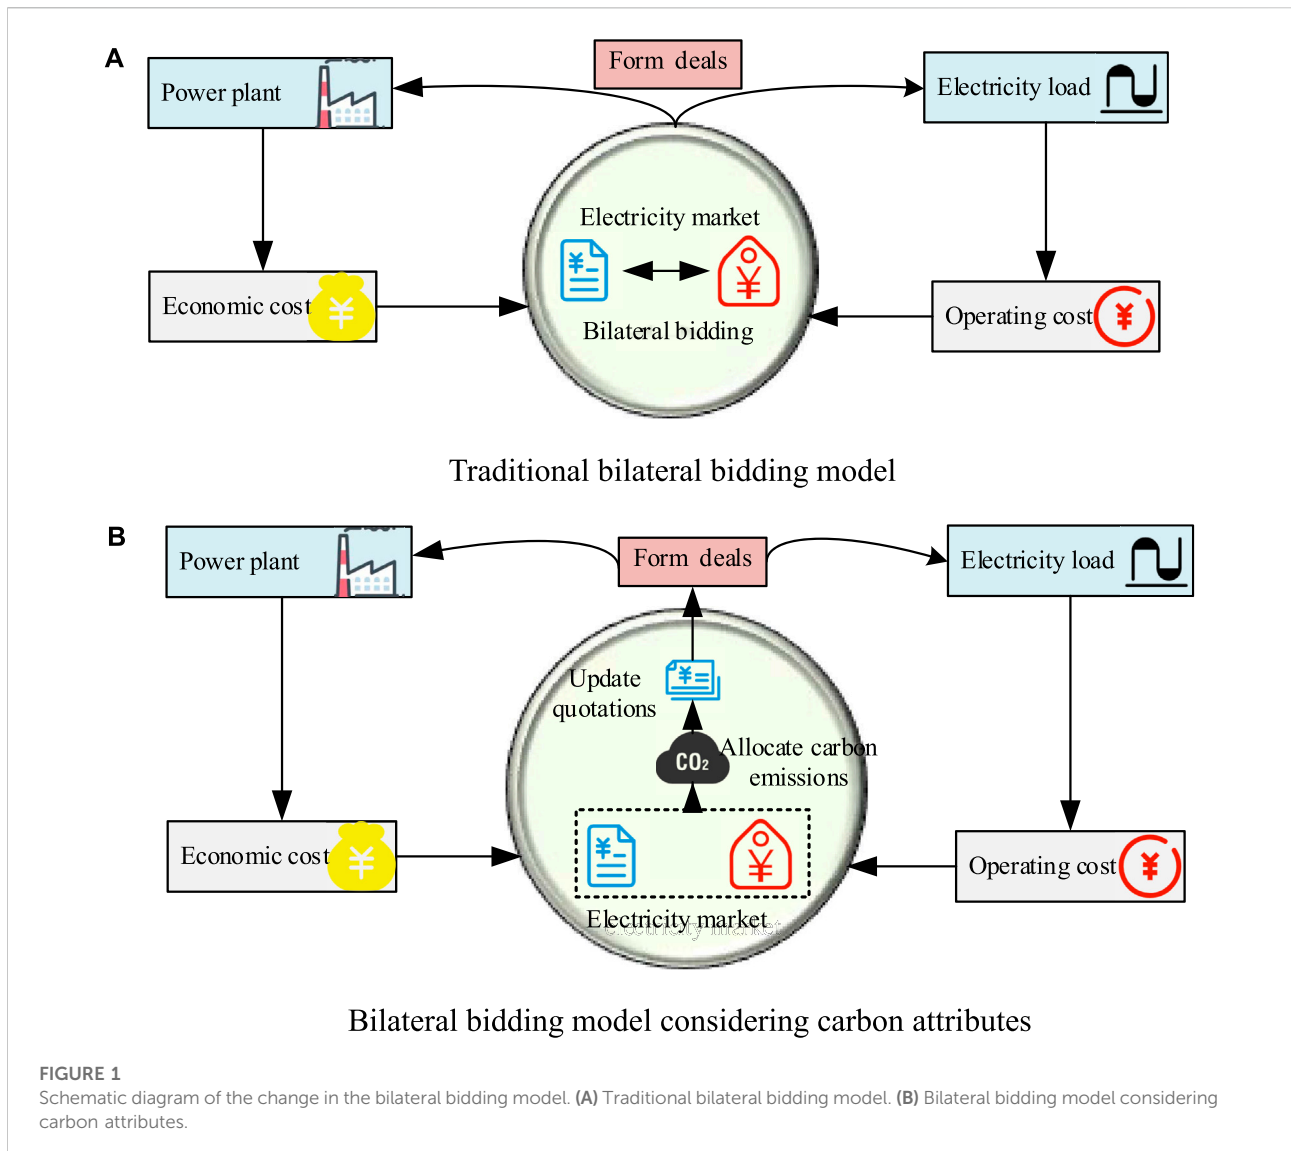 A
Form deals
Power plant
Electricity load
Electricity market
¥
¥
Bilateral bidding
Economic cost ¥
Operating cost ¥
Traditional bilateral bidding model
B
Power plant
Form deals
Electricity load
Update
quotations
¥
CO₂
Allocate carbon
emissions
¥
¥
Economic cost ¥
Operating cost ¥
Electricity market
electricity market
Bilateral bidding model considering carbon attributes
FIGURE 1
Schematic diagram of the change in the bilateral bidding model. (A) Traditional bilateral bidding model. (B) Bilateral bidding model considering
carbon attributes.